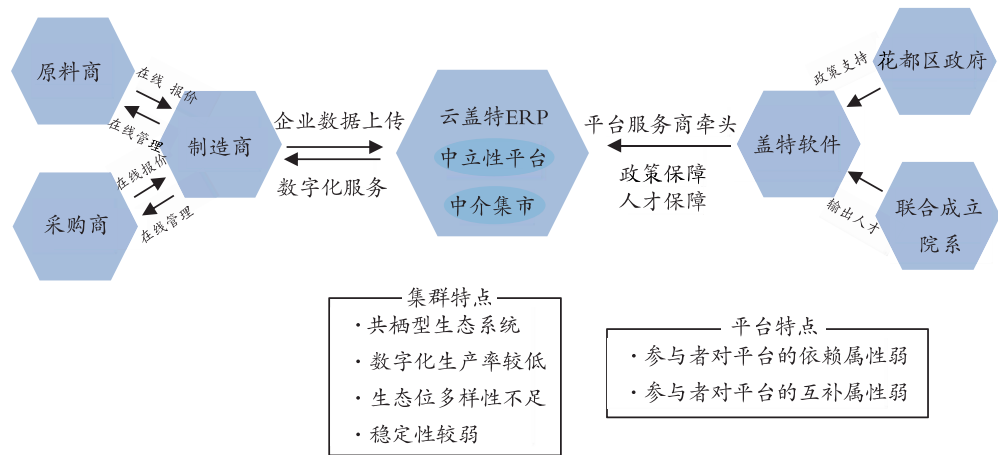 原料商
在线 报价
在线管理
制造商
在线报价
在线管理
采购商
企业数据上传
数字化服务
云盖特ERP
中立性平台
中介集市
平台服务商牵头
政策保障
人才保障
盖特软件
政策支持
花都区政府
输出人才
联合成立
院系
集群特点
·共栖型生态系统
·数字化生产率较低
·生态位多样性不足
·稳定性较弱
平台特点
·参与者对平台的依赖属性弱
·参与者对平台的互补属性弱